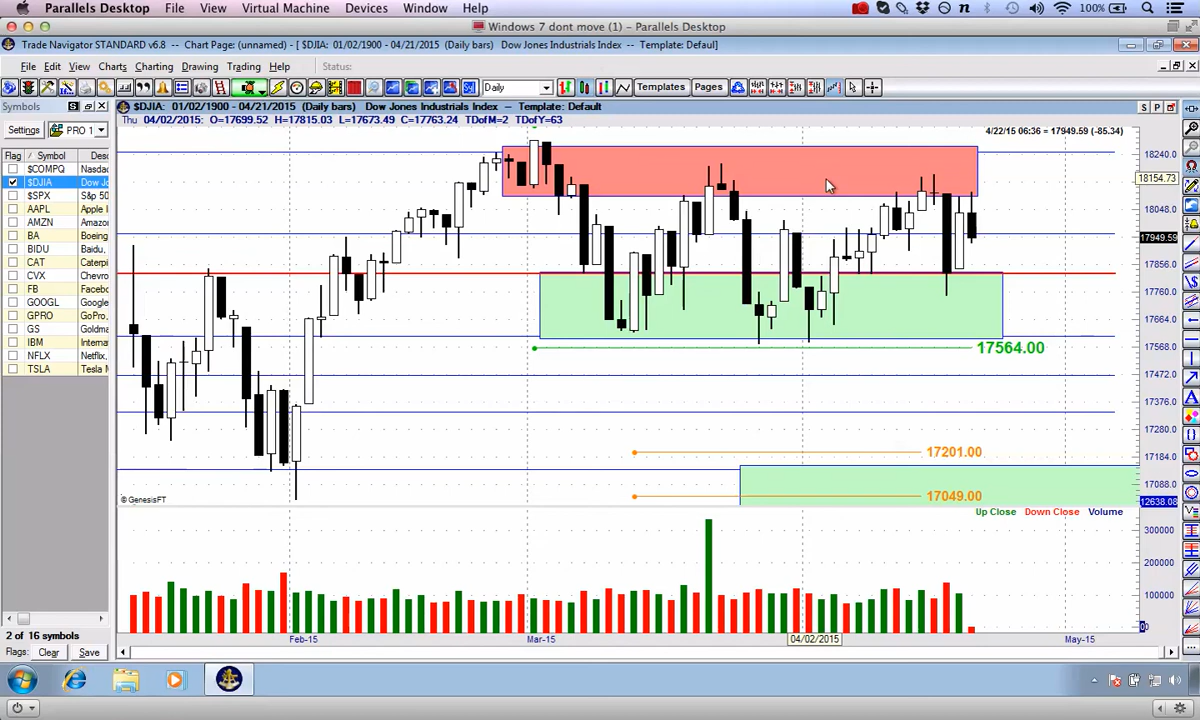 Parallels Desktop File View Virtual Machine Devices Window Help 100%
Windows 7 dont move (1) - Parallels Desktop
Trade Navigator STANDARD v6.8 -- Chart Page: (unnamed) - [ $DJIA: 01/02/1900 - 04/21/2015 (Daily bars) Dow Jones Industrials Index -- Template: Defaul]
File Edit View Charts Charting Drawing Trading Help Status:
Daily Templates Pages
Symbols S $DJIA: 01/02/1900 - 04/21/2015 (Daily bars) Dow Jones Industrials Index -- Template: Default S P
Thu 04/02/2015: O=17699.52 H=17815.03 L=17673.49 C=17763.24 TDofM=2 TDofY=63
Settings PRO 1
4/22/15 06:36 = 17949.59 (-85.34)
Flag Symbol Desc
$COMPQ Nasdac
$DJIA Dow Jo
$SPX S&p 50
AAPL Apple I
AMZN Amazo
BA Boeing
BIDU Baidu,
CAT Caterpi
CVX Chevro
FB Facebo
GOOGL Google
GPRO GoPro.
GS Goldma
IBM Interna
NFLX Netflix,
TSLA Tesla M
18240.0
18154.73
18048.0
17949.59
17856.0
17760.0
17664.0
17568.0
17472.0
17376.0
17280.0
17184.0
17088.0
12638.08
17564.00
17201.00
17049.00
© GenesisFT
Up Close Down Close Volume
300000
200000
100000
Feb-15 Mar-15 04/02/2015 May-15
2 of 16 symbols
Flags: Clear Save